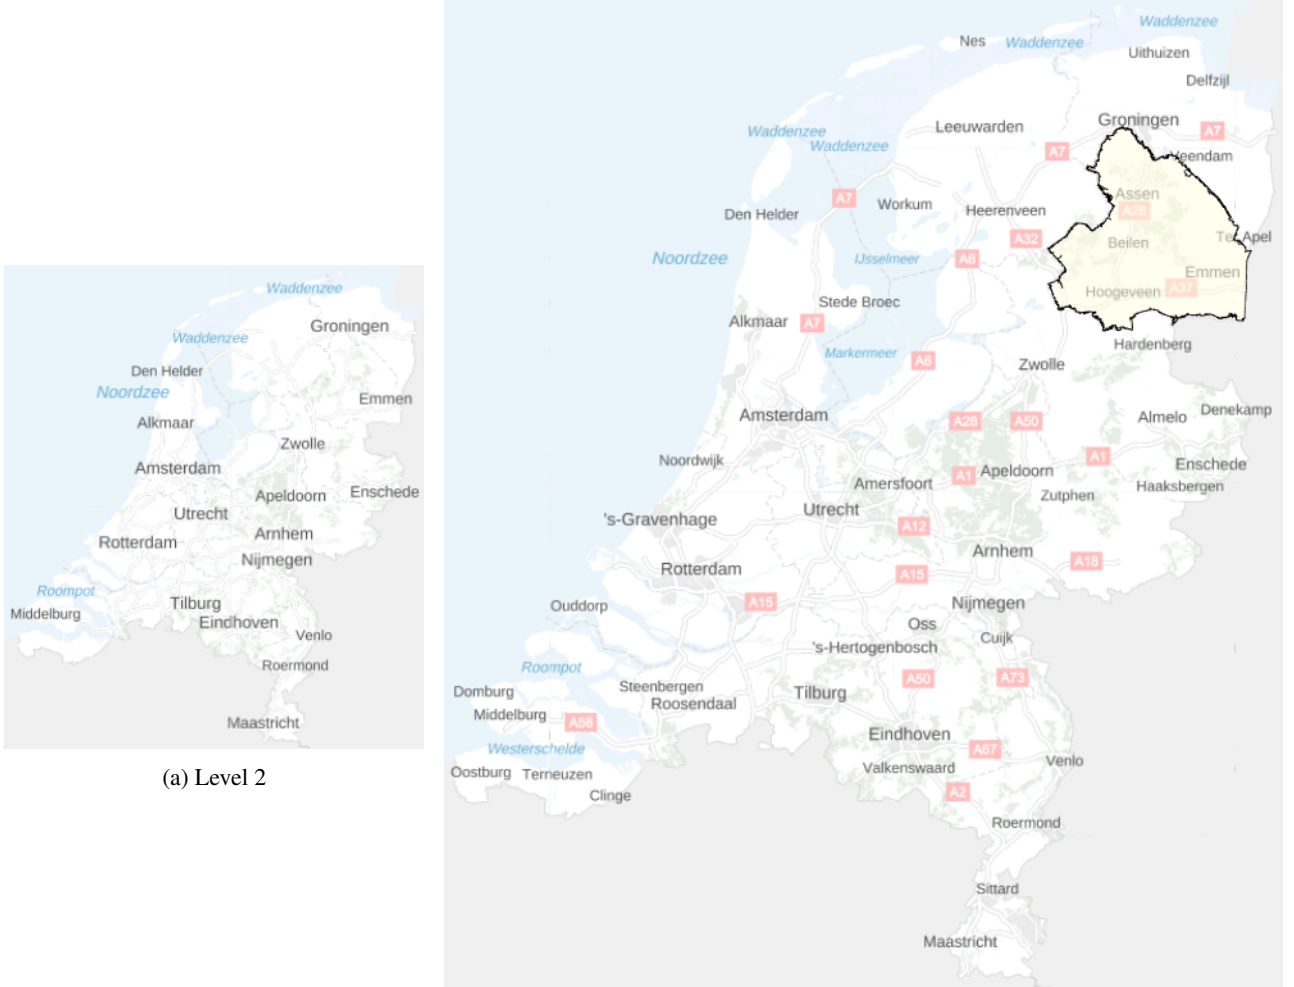 Waddenzee
Groningen
Waddenzee
Den Helder
Noordzee
Emmen
Alkmaar
Zwolle
Amsterdam
Enschede
Apeldoorn
Utrecht
Arnhem
Rotterdam
Nijmegen
Roompot
Tilburg
Middelburg
Eindhoven
Venlo
Roermond
Maastricht
(a) Level 2
Waddenzee
Nes
Waddenzee
Uithuizen
Delfzijl
Groningen
Leeuwarden
A7
Waddenzee
Waddenzee
A7
Veendam
Assen
A7
Workum
Heerenveen
A28
Den Helder
A32
Te Apel
Beilen
Noordzee
IJsselmeer
A6
Emmen
Hoogeveen
A37
Stede Broec
Alkmaar
A7
Hardenberg
Markermeer
A6
Zwolle
Amsterdam
A28
A50
Almelo
Denekamp
A1
Noordwijk
Enschede
Apeldoorn
A1
Amersfoort
Haaksbergen
Zutphen
Utrecht
's-Gravenhage
A12
Arnhem
A18
Rotterdam
A15
A15
Nijmegen
Ouddorp
Oss
Cuijk
's-Hertogenbosch
Roompot
A50
A73
Steenbergen
Domburg
Tilburg
Roosendaal
Middelburg
A58
Eindhoven
Westerschelde
A67
Venlo
Valkenswaard
Oostburg
Terneuzen
A2
Clinge
Roermond
Sittard
Maastricht